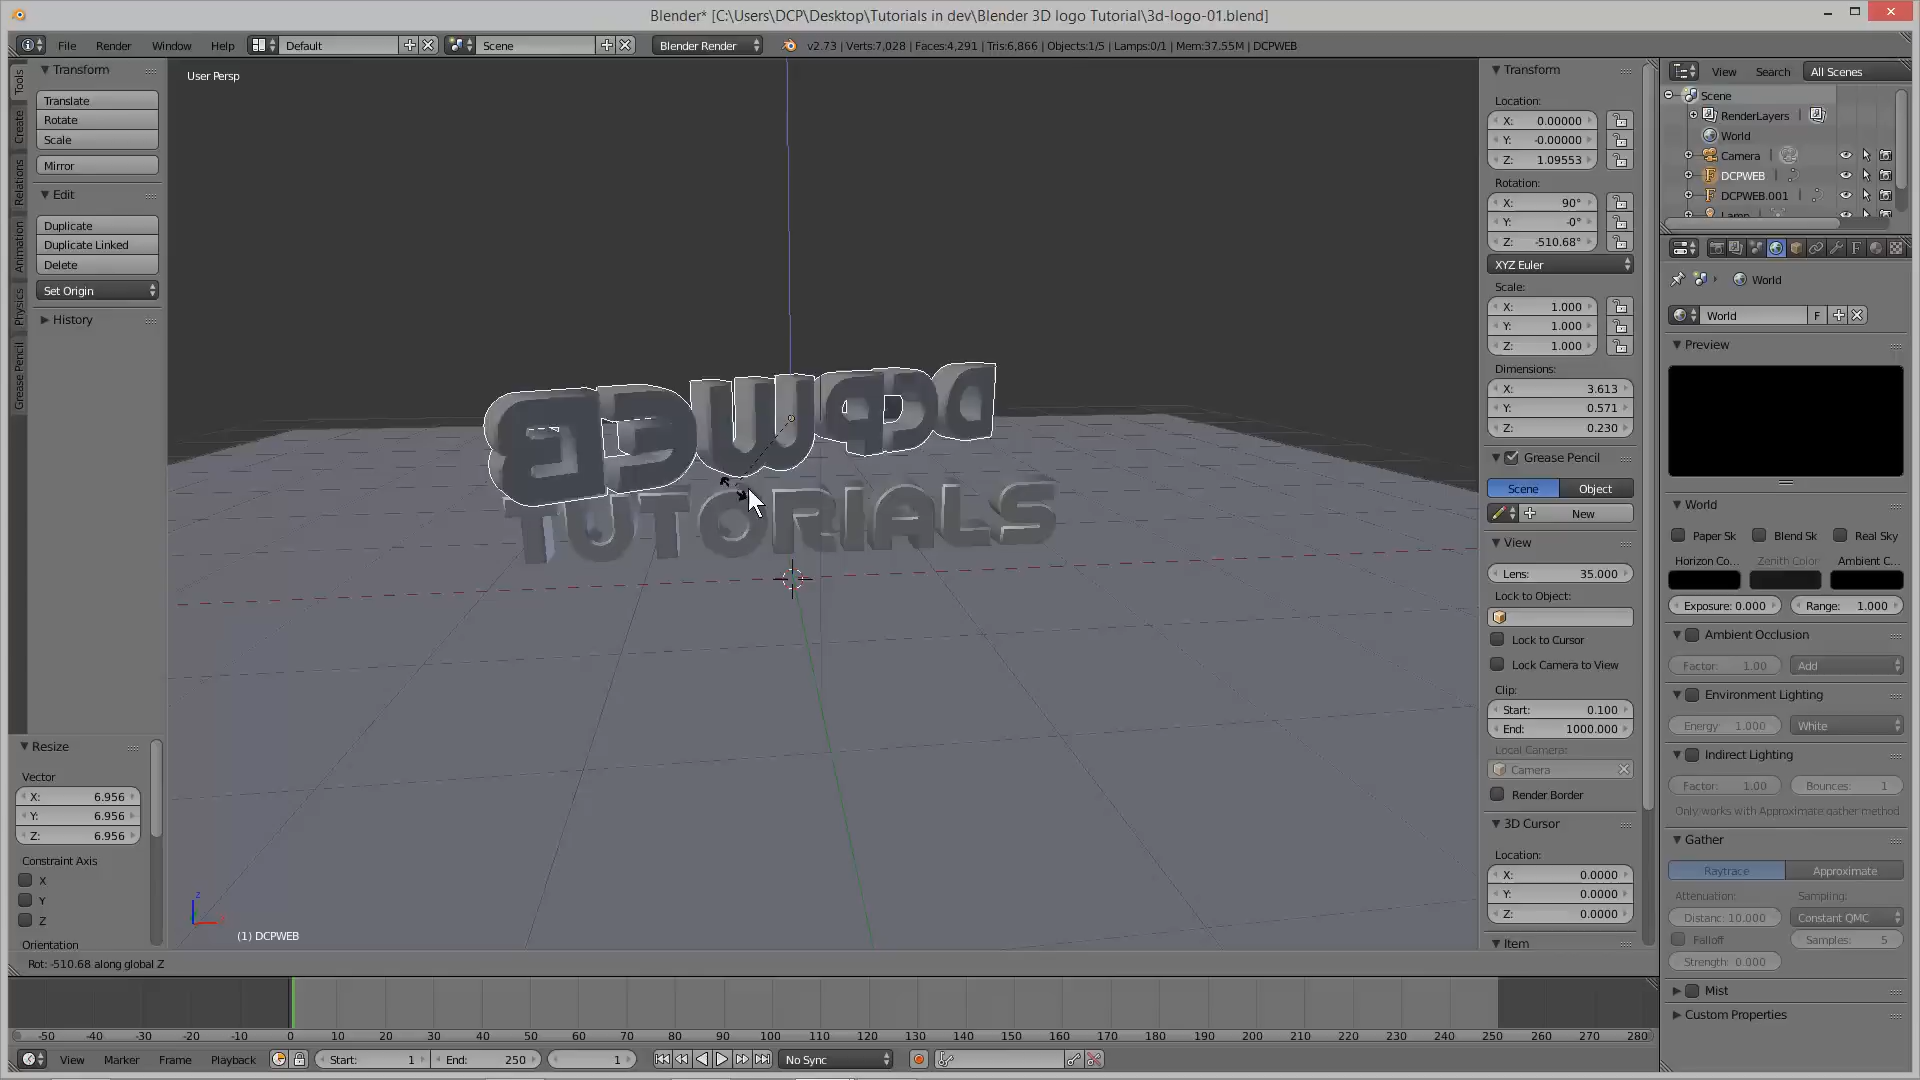 Blender* [C:\Users\DCP\Desktop\Tutorials in dev\Blender 3D logo Tutorial\3d-logo-01.blend]
File Render Window Help Default Scene Blender Render v2.73 | Verts:7,028 | Faces:4,291 | Tris:6,866 | Objects:1/5 | Lamps:0/1 | Mem:37.55M | DCPWEB
Tools
Create
Relations
Animation
Physics
Grease Pencil
Transform
Translate
Rotate
Scale
Mirror
Edit
Duplicate
Duplicate Linked
Delete
Set Origin
History
Resize
Vector
X: 6.956
Y: 6.956
Z: 6.956
Constraint Axis
X
Y
Z
Orientation
User Persp
DCPWEB
TUTORIALS
z
(1) DCPWEB
Rot: -510.68 along global Z
Transform
Location:
X: 0.00000
Y: -0.00000
Z: 1.09553
Rotation:
X: 90°
Y: -0°
Z: -510.68°
XYZ Euler
Scale:
X: 1.000
Y: 1.000
Z: 1.000
Dimensions:
X: 3.613
Y: 0.571
Z: 0.230
Grease Pencil
Scene Object
New
View
Lens: 35.000
Lock to Object:
Lock to Cursor
Lock Camera to View
Clip:
Start: 0.100
End: 1000.000
Local Camera:
Camera
Render Border
3D Cursor
Location:
X: 0.0000
Y: 0.0000
Z: 0.0000
Item
View Search All Scenes
Scene
RenderLayers
World
Camera
DCPWEB
DCPWEB.001
Lamp
World
World F
Preview
World
Paper Sk Blend Sk Real Sky
Horizon Co... Zenith Color Ambient C...
Exposure: 0.000 Range: 1.000
Ambient Occlusion
Factor: 1.00 Add
Environment Lighting
Energy: 1.000 White
Indirect Lighting
Factor: 1.00 Bounces: 1
Only works with Approximate gather method
Gather
Raytrace Approximate
Attenuation: Sampling:
Distanc: 10.000 Constant QMC
Falloff Samples: 5
Strength: 0.000
Mist
Custom Properties
-50 -40 -30 -20 -10 0 10 20 30 40 50 60 70 80 90 100 110 120 130 140 150 160 170 180 190 200 210 220 230 240 250 260 270 280
View Marker Frame Playback Start: 1 End: 250 1 No Sync